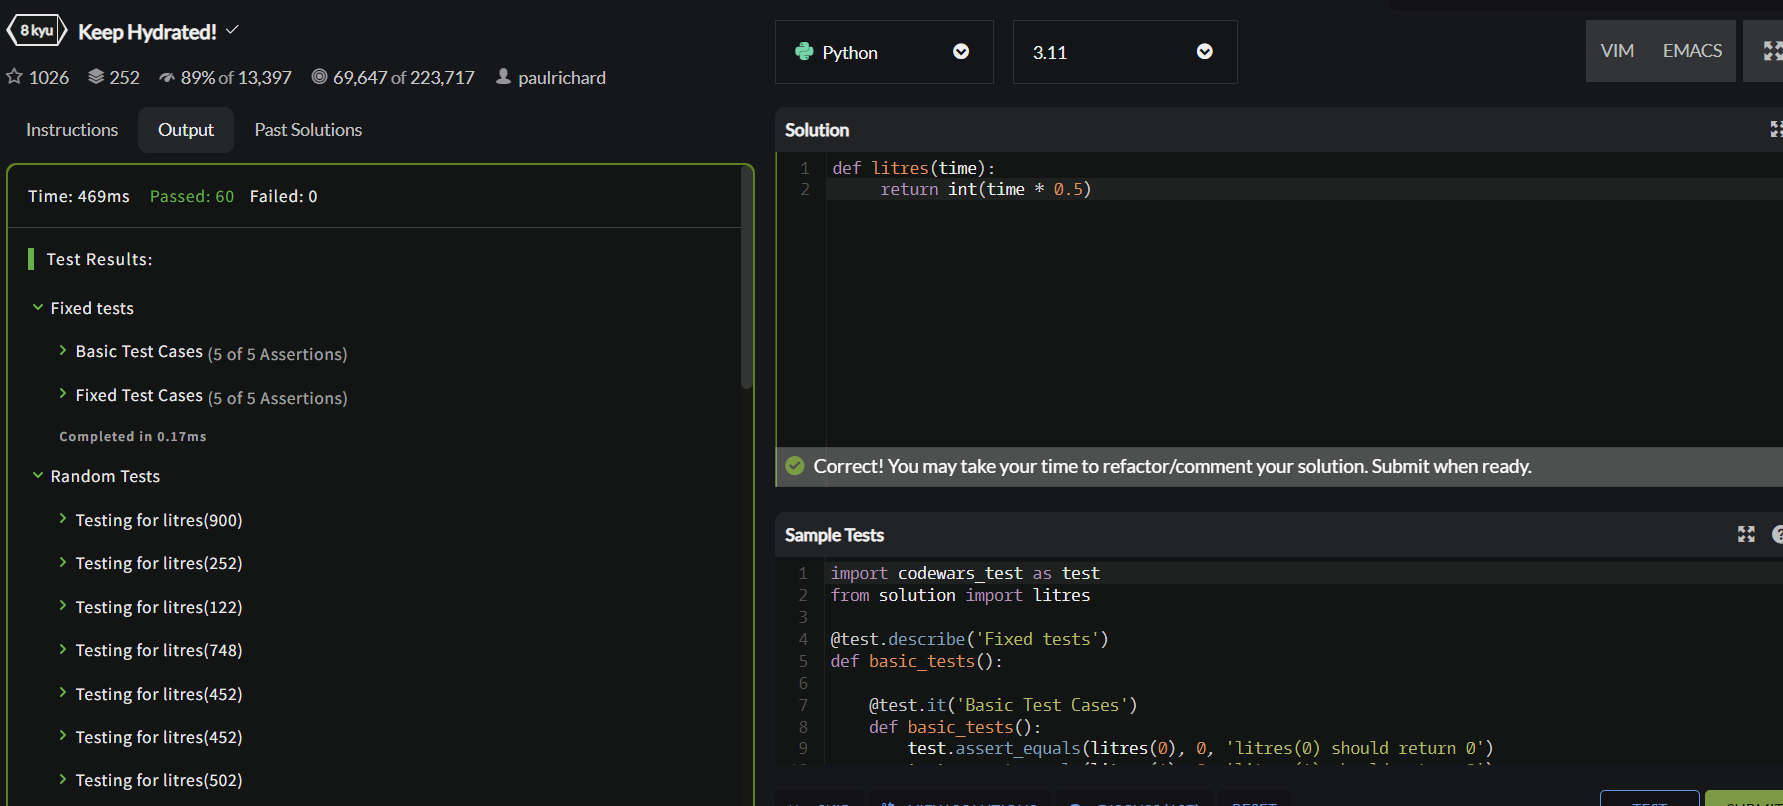 8 kyu Keep Hydrated!
1026 252 89% of 13,397 69,647 of 223,717 paulrichard
Instructions Output Past Solutions
Time: 469ms Passed: 60 Failed: 0
Test Results:
Fixed tests
Basic Test Cases (5 of 5 Assertions)
Fixed Test Cases (5 of 5 Assertions)
Completed in 0.17ms
Random Tests
Testing for litres(900)
Testing for litres(252)
Testing for litres(122)
Testing for litres(748)
Testing for litres(452)
Testing for litres(452)
Testing for litres(502)
Python 3.11 VIM EMACS
Solution
1 def litres(time):
2 return int(time * 0.5)
Correct! You may take your time to refactor/comment your solution. Submit when ready.
Sample Tests
1 import codewars_test as test
2 from solution import litres
3
4 @test.describe('Fixed tests')
5 def basic_tests():
6
7 @test.it('Basic Test Cases')
8 def basic_tests():
9 test.assert_equals(litres(0), 0, 'litres(0) should return 0')
RESET TEST